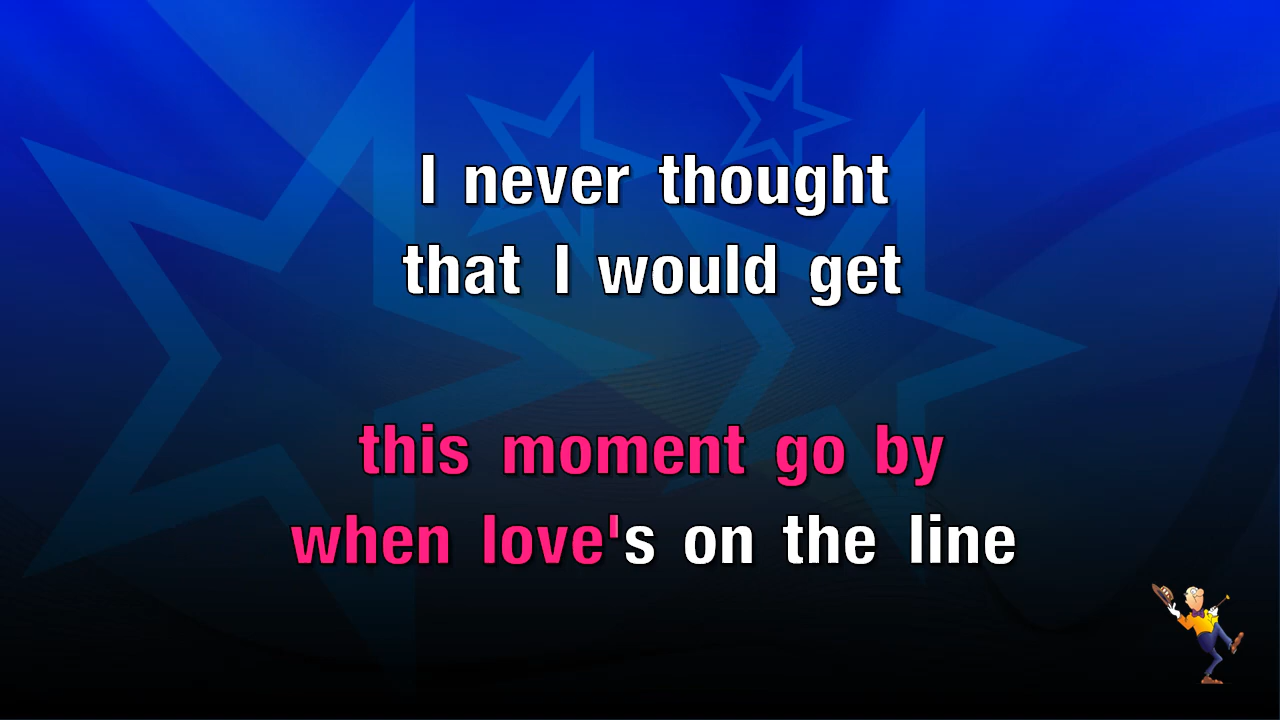 I never thought
that I would get
this moment go by
when love's on the line